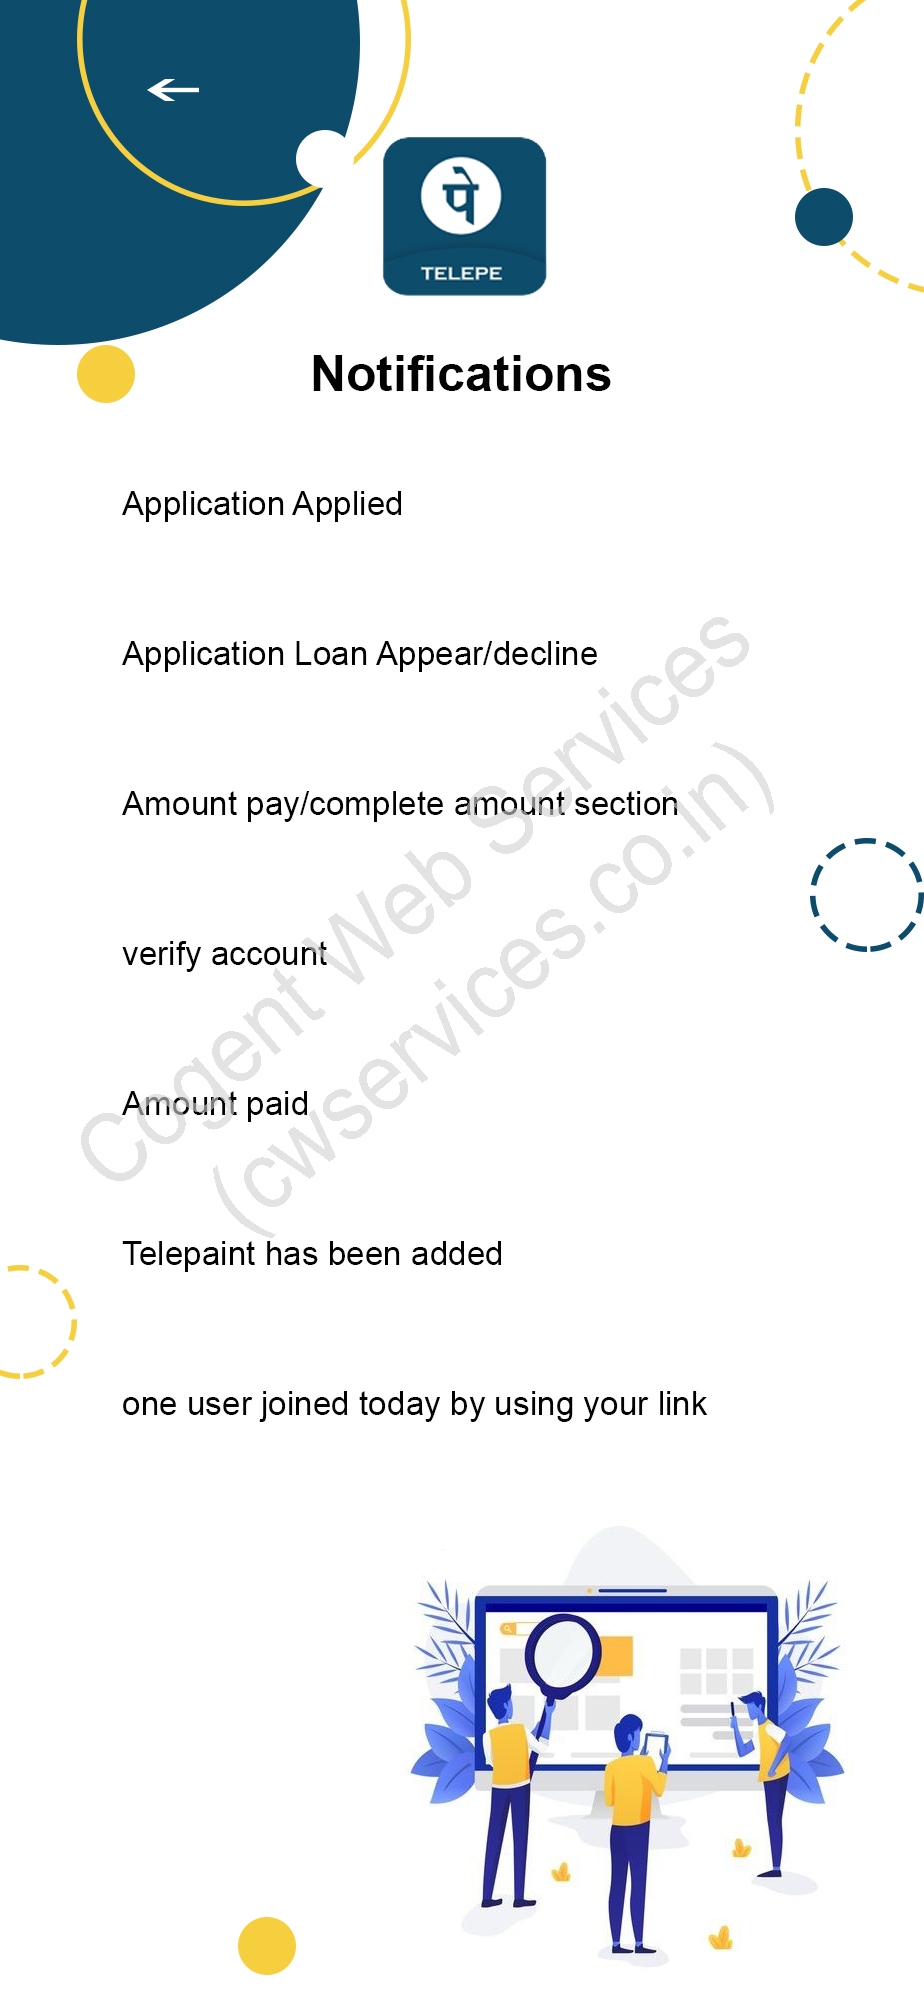 पे
TELEPE
Notifications
Application Applied
Application Loan Appear/decline
Amount pay/complete amount section
verify account
Amount paid
Telepaint has been added
one user joined today by using your link
Cogent Web Services
(cwservices.co.in)